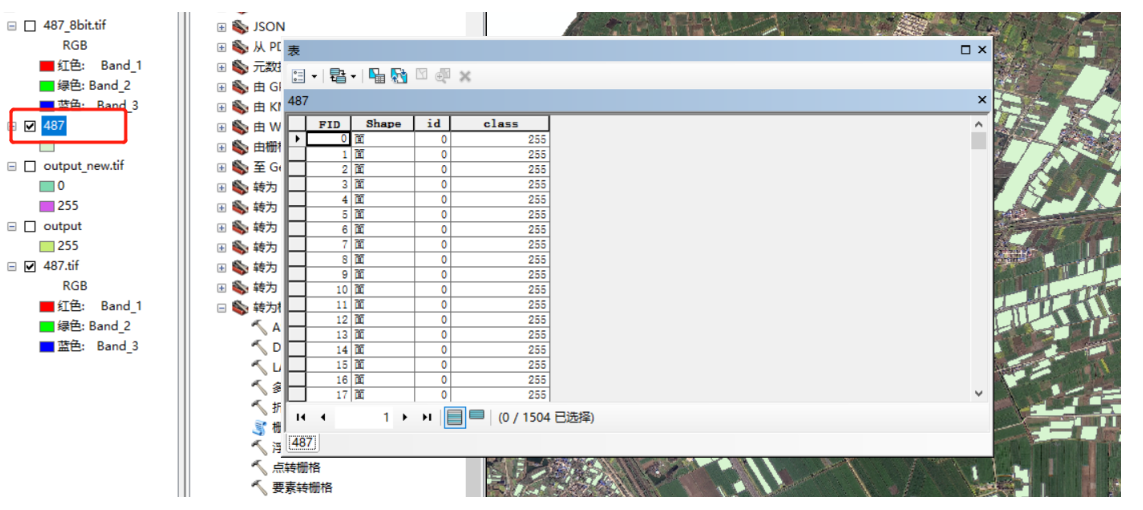 487_8bit.tif
RGB
红色: Band_1
绿色: Band_2
蓝色: Band_3
487
output_new.tif
0
255
output
255
487.tif
RGB
红色: Band_1
绿色: Band_2
蓝色: Band_3
JSON
从 PD
元数据
由 GP
由 KM
由 W
由栅格
至 Ge
转为
转为
转为
转为
转为
转为
转为
A
D
LA
多
折
栅
浮
点转栅格
要素转栅格
表
487
FID Shape id class
0 面 0 255
1 面 0 255
2 面 0 255
3 面 0 255
4 面 0 255
5 面 0 255
6 面 0 255
7 面 0 255
8 面 0 255
9 面 0 255
10 面 0 255
11 面 0 255
12 面 0 255
13 面 0 255
14 面 0 255
15 面 0 255
16 面 0 255
17 面 0 255
1
(0 / 1504 已选择)
487